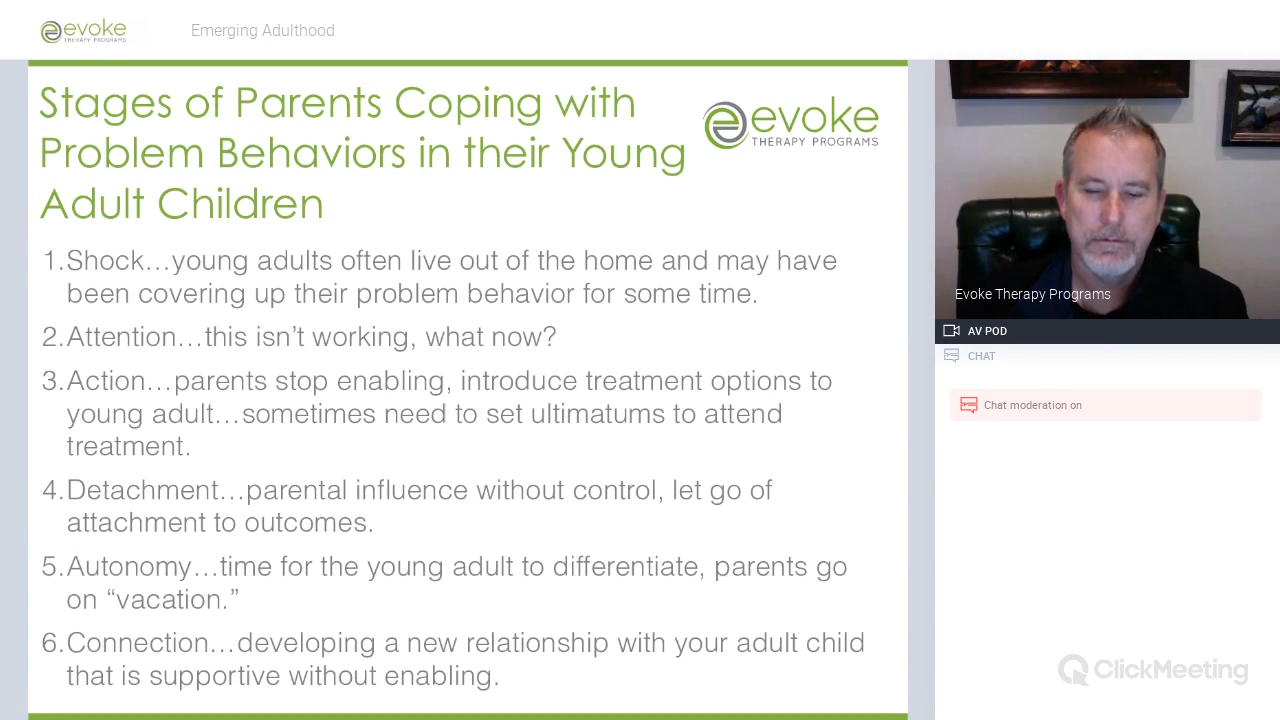 evoke
THERAPY PROGRAMS
Emerging Adulthood
Stages of Parents Coping with
Problem Behaviors in their Young
Adult Children
evoke
THERAPY PROGRAMS
1. Shock…young adults often live out of the home and may have
been covering up their problem behavior for some time.
2. Attention…this isn’t working, what now?
3. Action…parents stop enabling, introduce treatment options to
young adult…sometimes need to set ultimatums to attend
treatment.
4. Detachment…parental influence without control, let go of
attachment to outcomes.
5. Autonomy…time for the young adult to differentiate, parents go
on “vacation.”
6. Connection…developing a new relationship with your adult child
that is supportive without enabling.
Evoke Therapy Programs
AV POD
CHAT
Chat moderation on
ClickMeeting